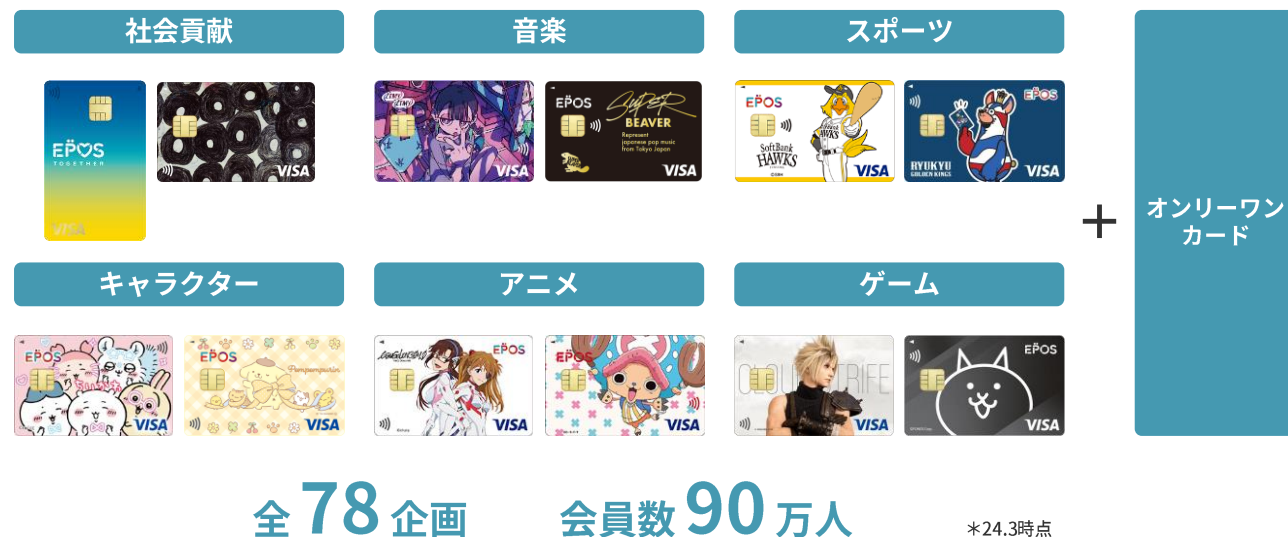 社会貢献
音楽
スポーツ
EPOS
TOGETHER
VISA
VISA
VISA
EPOS
SUPER
BEAVER
Represent
japanese pop music
from Tokyo Japan
VISA
EPOS
SoftBank
HAWKS
VISA
EPOS
RYUKYU
GOLDEN KINGS
VISA
+
オンリーワン
カード
キャラクター
アニメ
ゲーム
EPOS
VISA
EPOS
Pompompurin
VISA
EVANGELION
EPOS
VISA
EPOS
VISA
CLOUD STRIFE
VISA
EPOS
VISA
全78企画
会員数90万人
*24.3時点